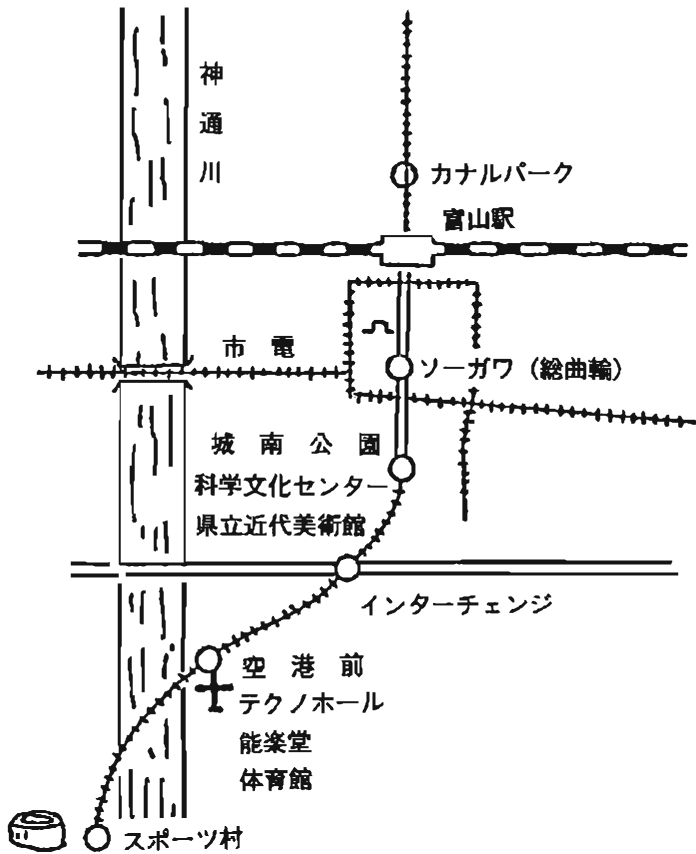 神通川
カナルパーク
富山駅
市電
ソーガワ（総曲輪）
城南公園
科学文化センター
県立近代美術館
インターチェンジ
空港前
テクノホール
能楽堂
体育館
スポーツ村